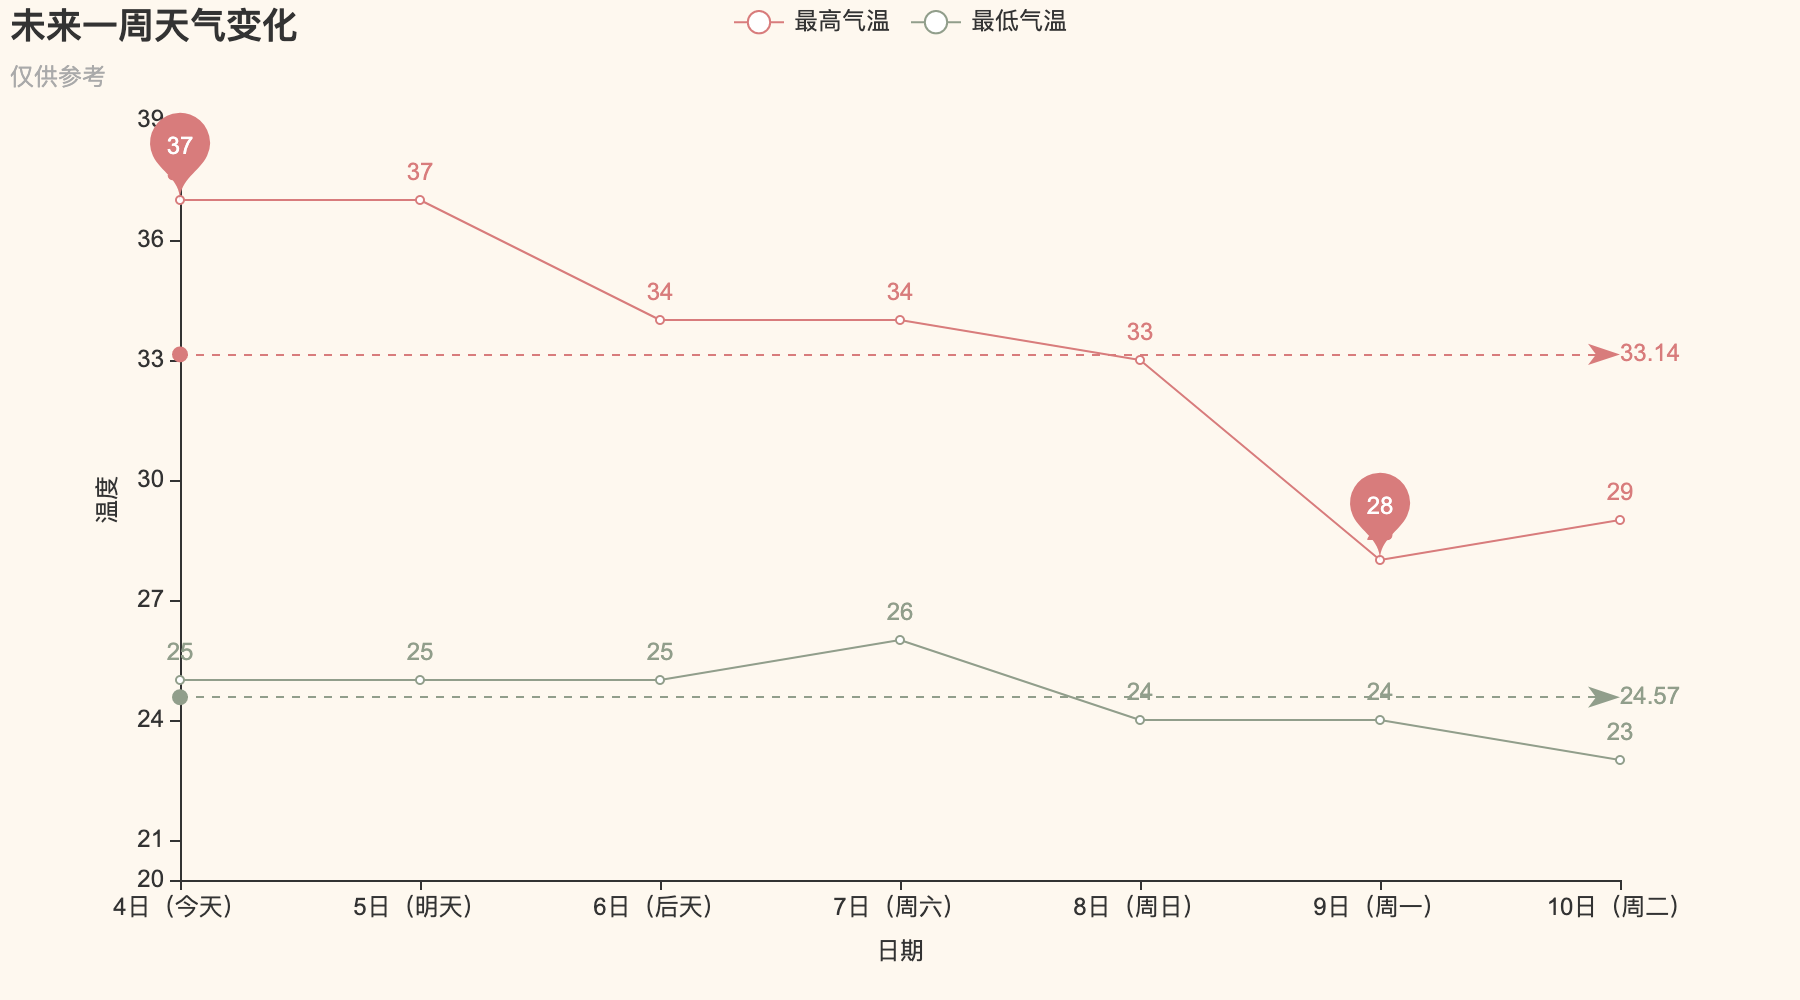 未来一周天气变化
仅供参考
最高气温
最低气温
39
37
37
36
34
34
33
33
33.14
30
温度
28
29
27
26
25
25
25
24
24
24
24.57
23
21
20
4日（今天）
5日（明天）
6日（后天）
7日（周六）
8日（周日）
9日（周一）
10日（周二）
日期